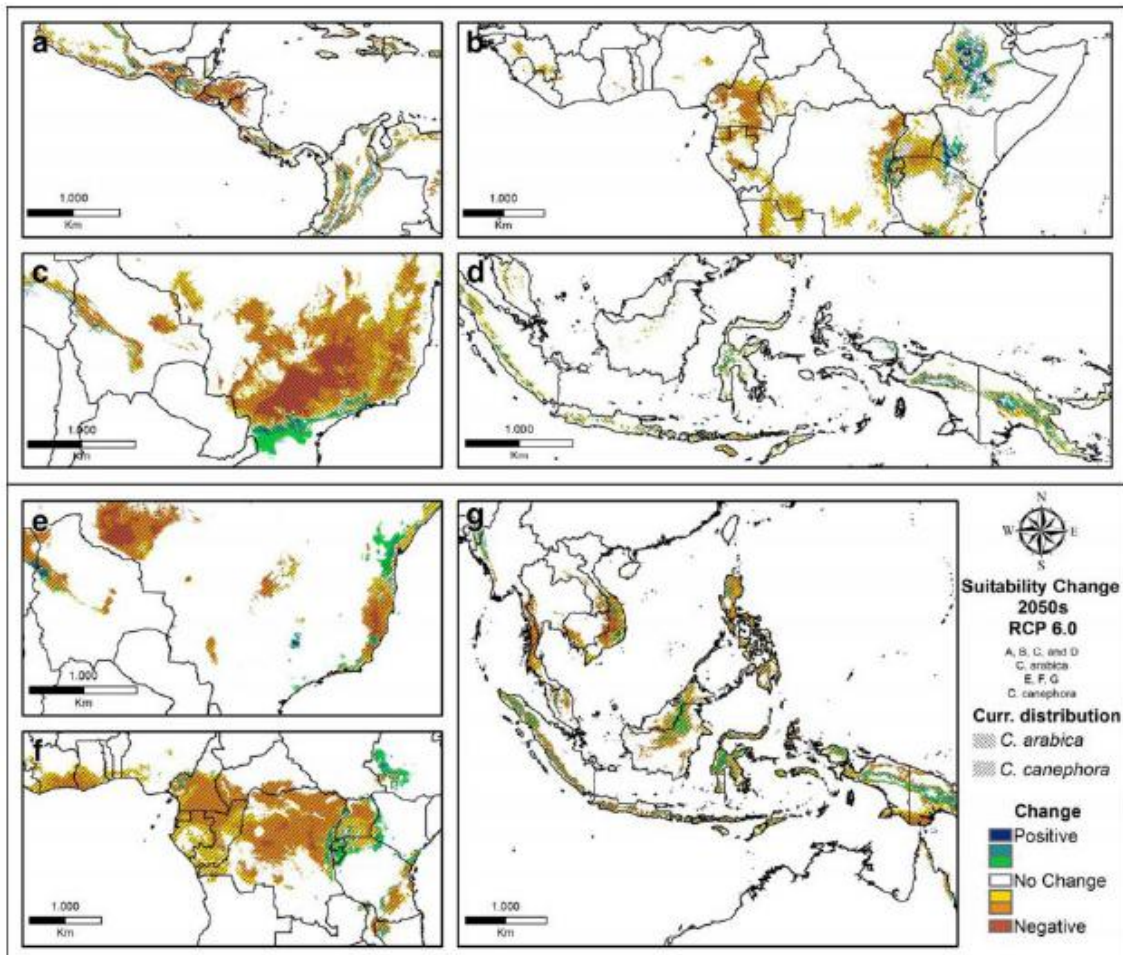 a
1.000
Km
b
1.000
Km
c
1.000
Km
d
1.000
Km
e
1.000
Km
f
1.000
Km
g
N
W E
S
Suitability Change
2050s
RCP 6.0
A, B, C, and D
C. arabica
E, F, G
C. canephora
Curr. distribution
C. arabica
C. canephora
Change
Positive
No Change
Negative